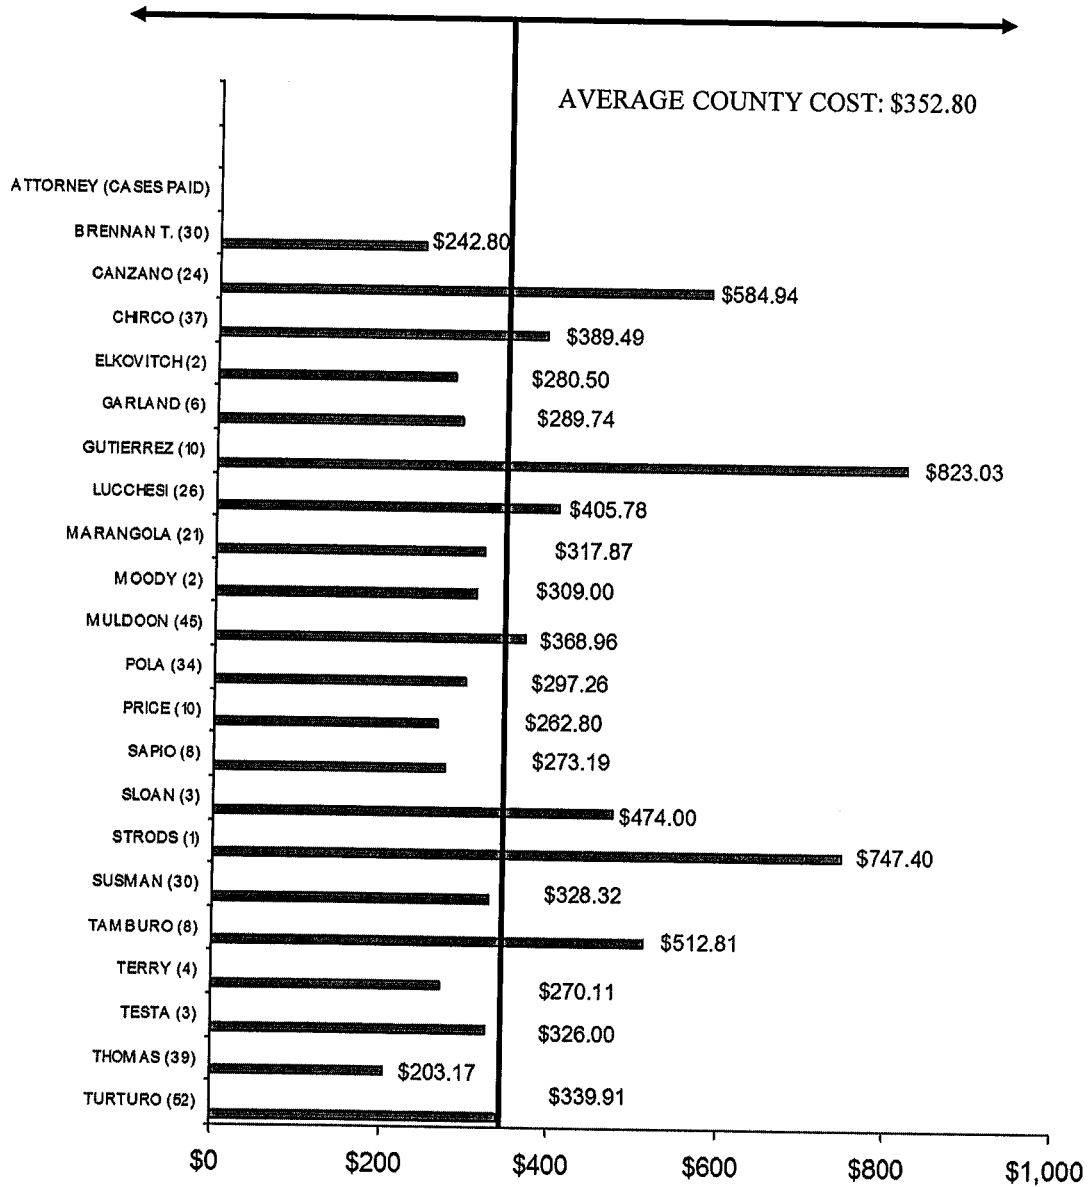 AVERAGE COUNTY COST: $352.80
ATTORNEY (CASES PAID)
BRENNAN T. (30) $242.80
CANZANO (24) $584.94
CHIRCO (37) $389.49
ELKOVITCH (2) $280.50
GARLAND (6) $289.74
GUTIERREZ (10) $823.03
LUCCHESI (26) $405.78
MARANGOLA (21) $317.87
MOODY (2) $309.00
MULDOON (45) $368.96
POLA (34) $297.26
PRICE (10) $262.80
SAPIO (8) $273.19
SLOAN (3) $474.00
STRODS (1) $747.40
SUSMAN (30) $328.32
TAMBURO (8) $512.81
TERRY (4) $270.11
TESTA (3) $326.00
THOMAS (39) $203.17
TURTURO (52) $339.91
$0 $200 $400 $600 $800 $1,000